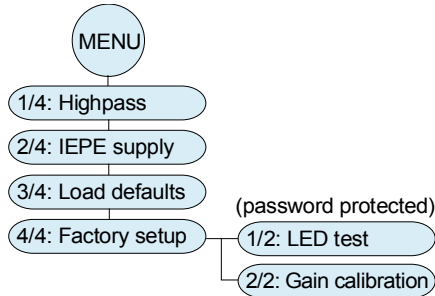 MENU
1/4: Highpass
2/4: IEPE supply
3/4: Load defaults
4/4: Factory setup
(password protected)
1/2: LED test
2/2: Gain calibration